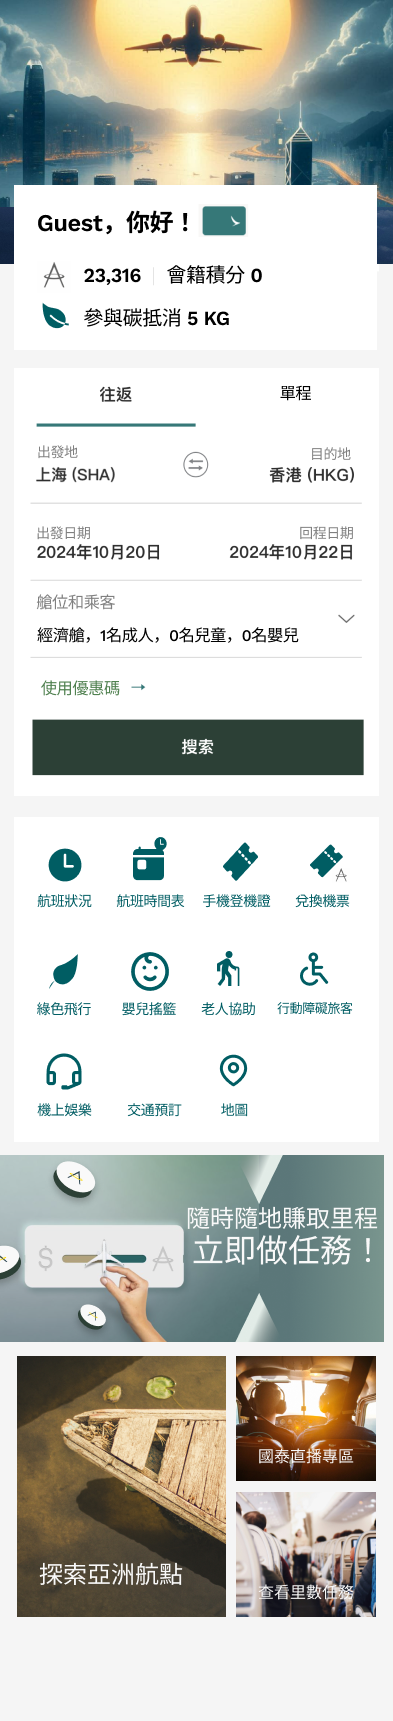 Guest，你好！
23,316 會籍積分 0
參與碳抵消 5 KG
往返 單程
出發地 目的地
上海 (SHA) 香港 (HKG)
出發日期 回程日期
2024年10月20日 2024年10月22日
艙位和乘客
經濟艙，1名成人，0名兒童，0名嬰兒
使用優惠碼 →
搜索
航班狀況 航班時間表 手機登機證 兌換機票
綠色飛行 嬰兒搖籃 老人協助 行動障礙旅客
機上娛樂 交通預訂 地圖
隨時隨地賺取里程
立即做任務！
$
國泰直播專區
探索亞洲航點
查看里數任務